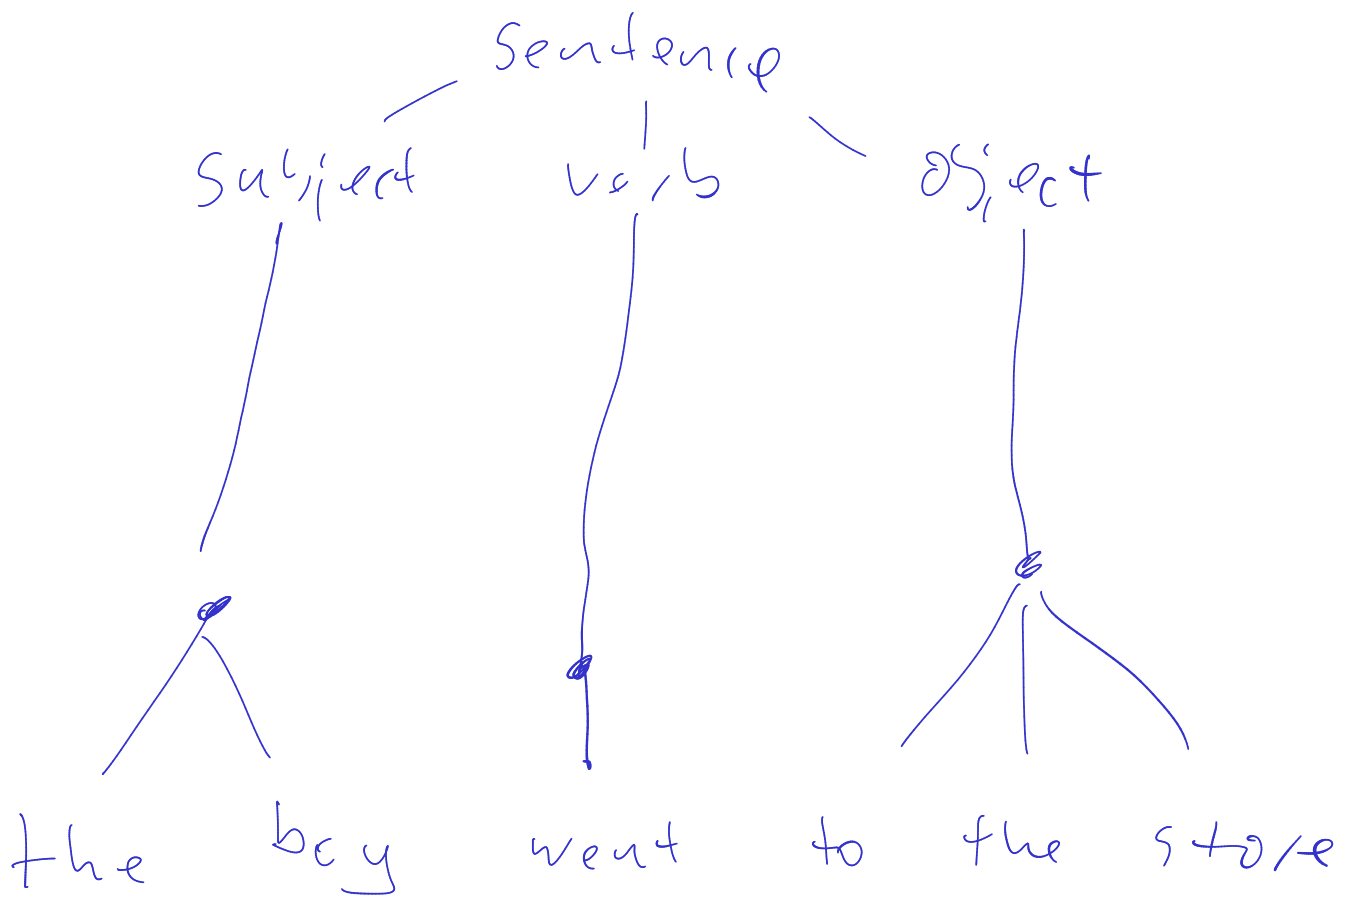 sentence
subject verb object
the boy went to the store